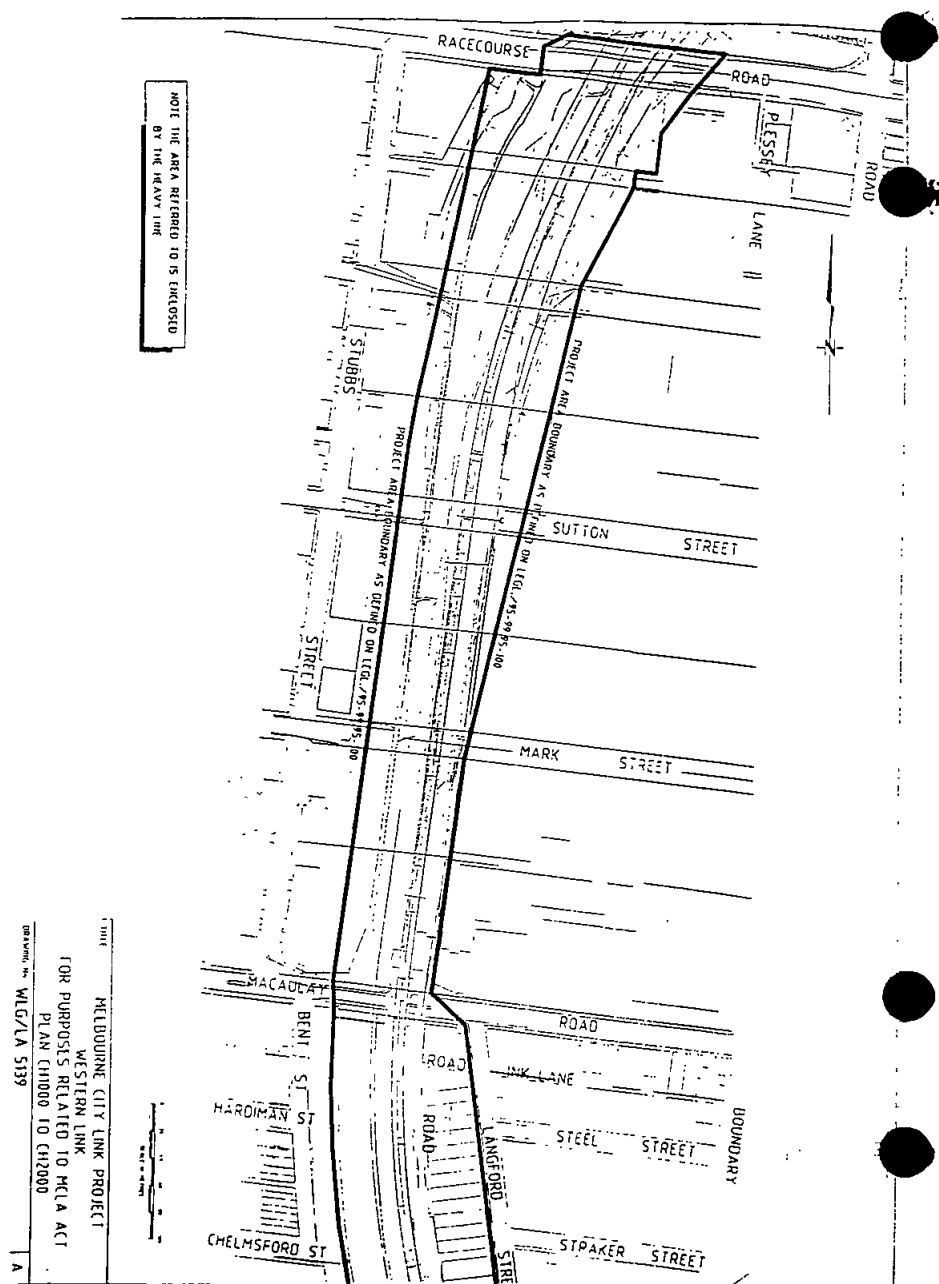 RACECOURSE ROAD
PLESSEY
ROAD
LANE
NOTE THE AREA REFERRED TO IS ENCLOSED
BY THE HEAVY LINE
STUBBS
STREET
PROJECT AREA BOUNDARY AS DEFINED ON LEGL./95-99,95-100
PROJECT AREA BOUNDARY AS DEFINED ON LEGL./95-99,95-100
SUTTON STREET
MARK STREET
MACAULAY
ROAD
BENT ST
ROAD
LANE
HARDIMAN ST
ROAD
LANGFORD
STEEL STREET
BOUNDARY
CHELMSFORD ST
STREET
TITLE
MELBOURNE CITY LINK PROJECT
WESTERN LINK
FOR PURPOSES RELATED TO MCLA ACT
PLAN CH1000 TO CH2000
DRAWING No WLG/LA 5139
A